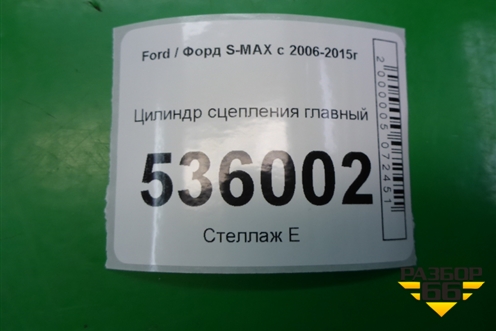 Ford / Форд S-MAX с 2006-2015г
Цилиндр сцепления главный
536002
Стеллаж Е
2000005072451
РАЗБОР
66